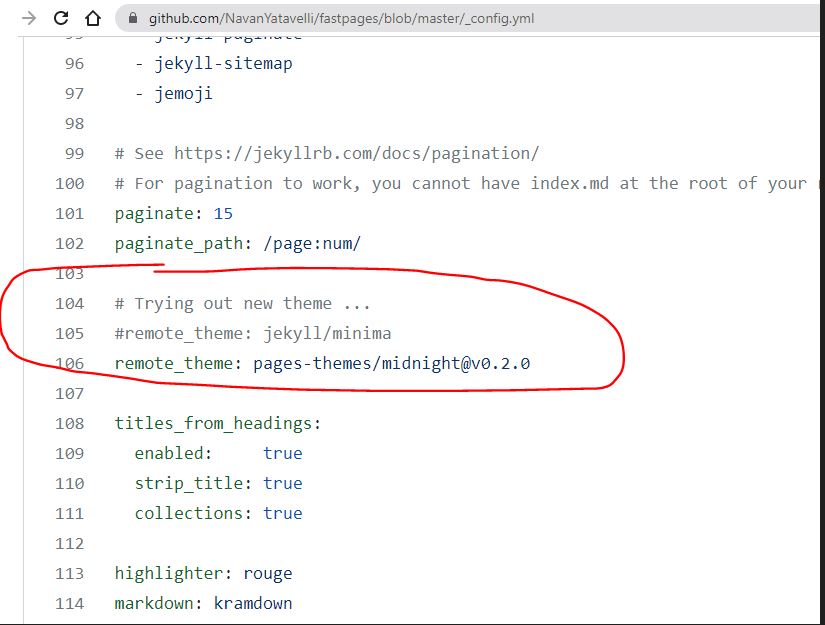 github.com/NavanYatavelli/fastpages/blob/master/_config.yml
95 - jekyll-paginate
96 - jekyll-sitemap
97 - jemoji
98
99 # See https://jekyllrb.com/docs/pagination/
100 # For pagination to work, you cannot have index.md at the root of your
101 paginate: 15
102 paginate_path: /page:num/
103
104 # Trying out new theme ...
105 #remote_theme: jekyll/minima
106 remote_theme: pages-themes/midnight@v0.2.0
107
108 titles_from_headings:
109 enabled: true
110 strip_title: true
111 collections: true
112
113 highlighter: rouge
114 markdown: kramdown